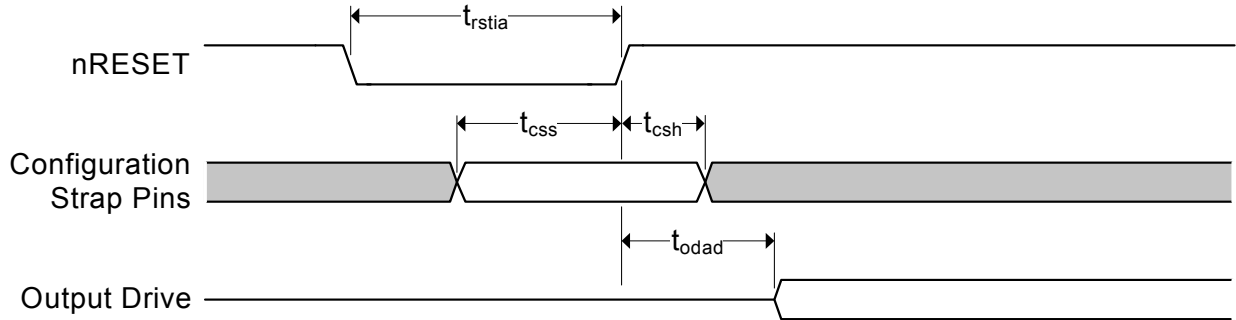 trstia
nRESET
tcss
tcsh
Configuration
Strap Pins
todad
Output Drive